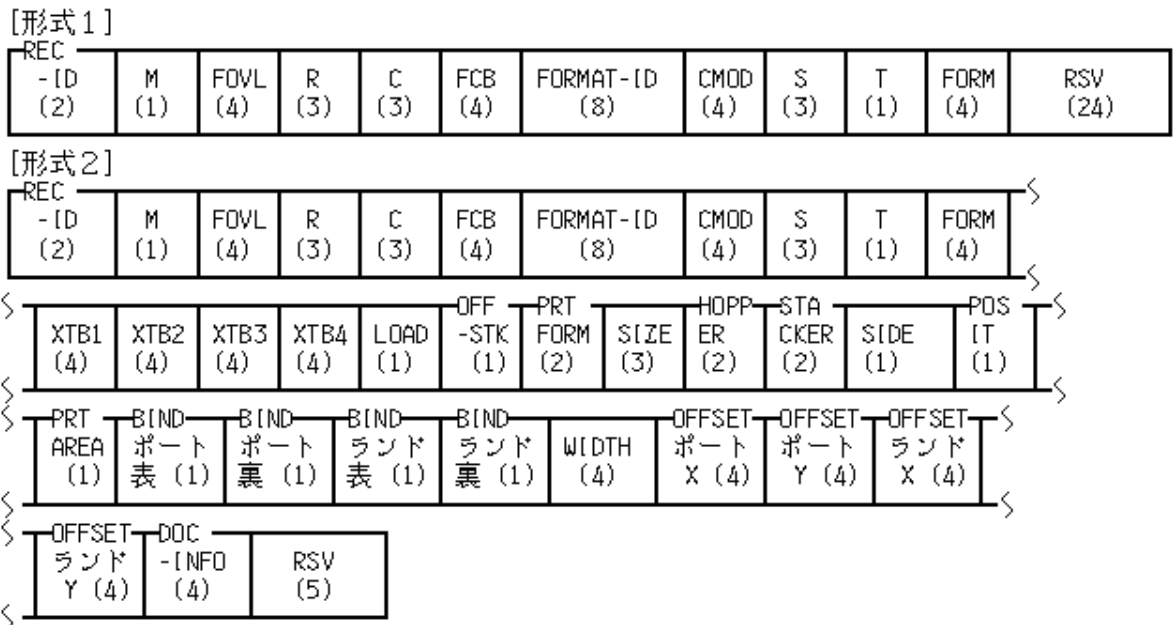 [形式1]
REC
-ID M FOVL R C FCB FORMAT-ID CMOD S T FORM RSV
(2) (1) (4) (3) (3) (4) (8) (4) (3) (1) (4) (24)
[形式2]
REC
-ID M FOVL R C FCB FORMAT-ID CMOD S T FORM
(2) (1) (4) (3) (3) (4) (8) (4) (3) (1) (4)
OFF PRT HOPP STA POS
XTB1 XTB2 XTB3 XTB4 LOAD -STK FORM SIZE ER CKER SIDE IT
(4) (4) (4) (4) (1) (1) (2) (3) (2) (2) (1) (1)
PRT BIND BIND BIND BIND OFFSET OFFSET OFFSET
AREA ポート ポート ランド ランド WIDTH ポート ポート ランド
(1) 表 (1) 裏 (1) 表 (1) 裏 (1) (4) X (4) Y (4) X (4)
OFFSET DOC
ランド -INFO RSV
Y (4) (4) (5)